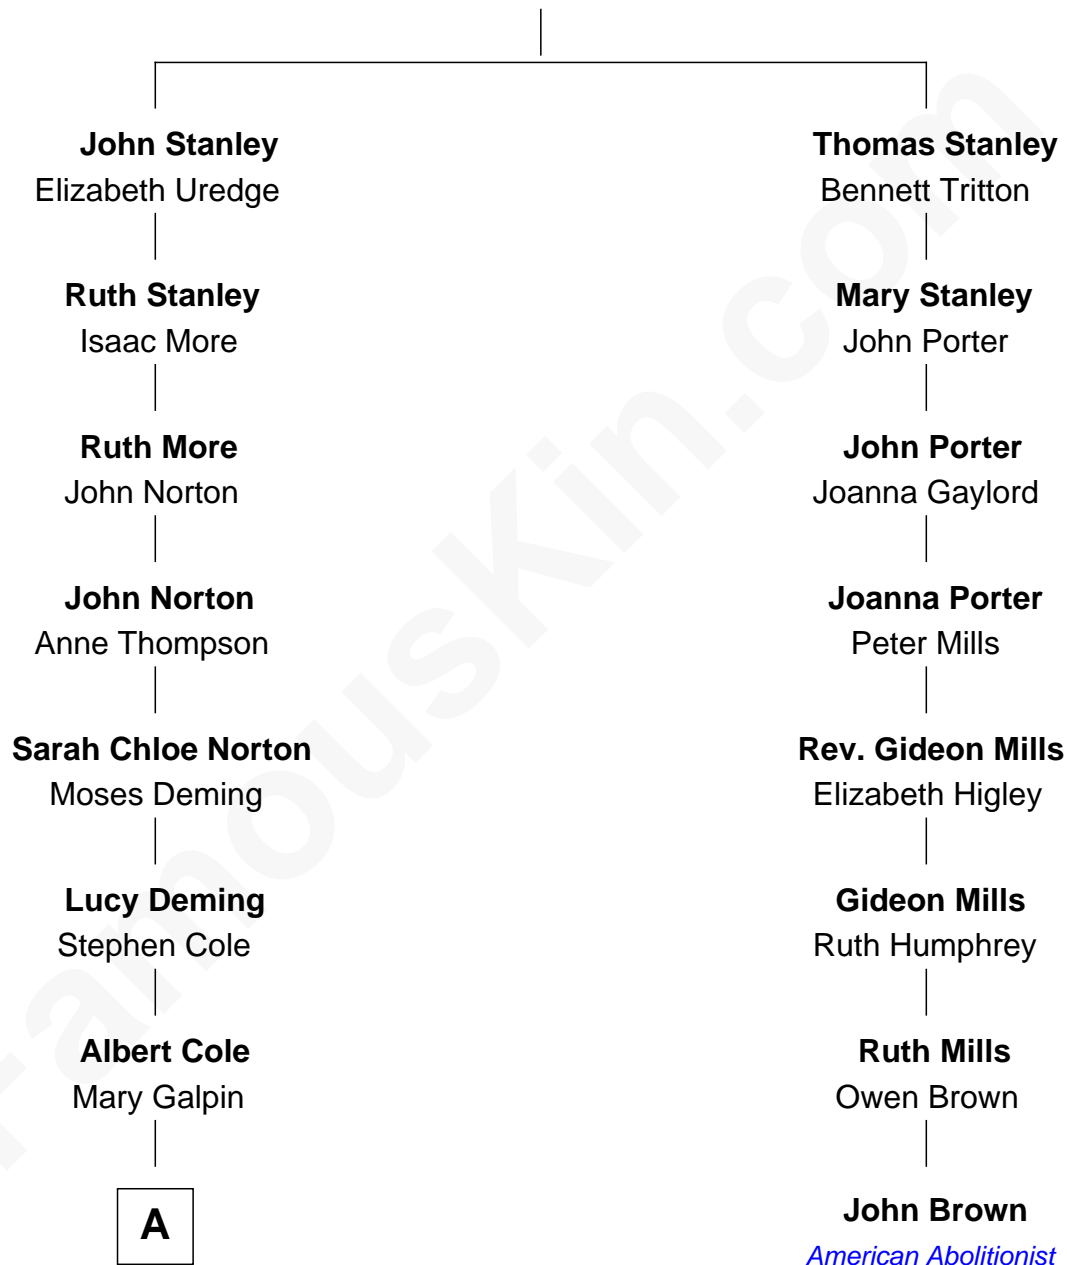 John Stanley
Elizabeth Uredge
Thomas Stanley
Bennett Tritton
Ruth Stanley
Isaac More
Mary Stanley
John Porter
Ruth More
John Norton
John Porter
Joanna Gaylord
John Norton
Anne Thompson
Joanna Porter
Peter Mills
Sarah Chloe Norton
Moses Deming
Rev. Gideon Mills
Elizabeth Higley
Lucy Deming
Stephen Cole
Gideon Mills
Ruth Humphrey
Albert Cole
Mary Galpin
Ruth Mills
Owen Brown
A
John Brown
American Abolitionist
FamousKin.com